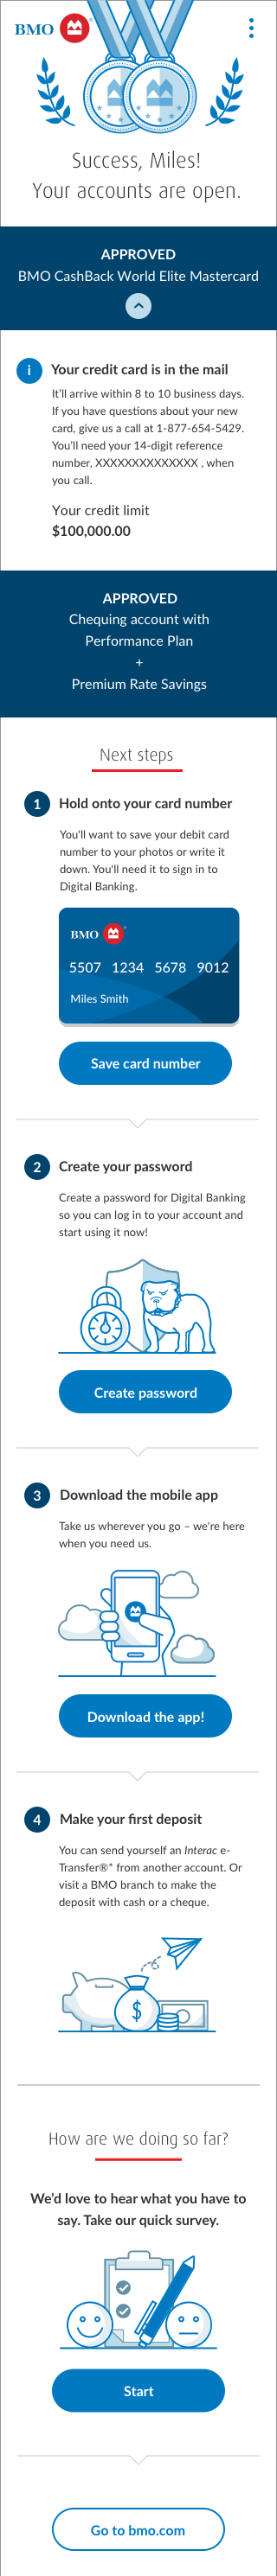 BMO
Success, Miles!
Your accounts are open.
APPROVED
BMO CashBack World Elite Mastercard
i
Your credit card is in the mail
It'll arrive within 8 to 10 business days.
If you have questions about your new
card, give us a call at 1-877-654-5429.
You'll need your 14-digit reference
number, XXXXXXXXXXXXXX , when
you call.
Your credit limit
$100,000.00
APPROVED
Chequing account with
Performance Plan
+
Premium Rate Savings
Next steps
1 Hold onto your card number
You'll want to save your debit card
number to your photos or write it
down. You'll need it to sign in to
Digital Banking.
BMO
5507 1234 5678 9012
Miles Smith
Save card number
2 Create your password
Create a password for Digital Banking
so you can log in to your account and
start using it now!
Create password
3 Download the mobile app
Take us wherever you go – we're here
when you need us.
Download the app!
4 Make your first deposit
You can send yourself an Interac e-
Transfer®* from another account. Or
visit a BMO branch to make the
deposit with cash or a cheque.
$
How are we doing so far?
We'd love to hear what you have to
say. Take our quick survey.
Start
Go to bmo.com